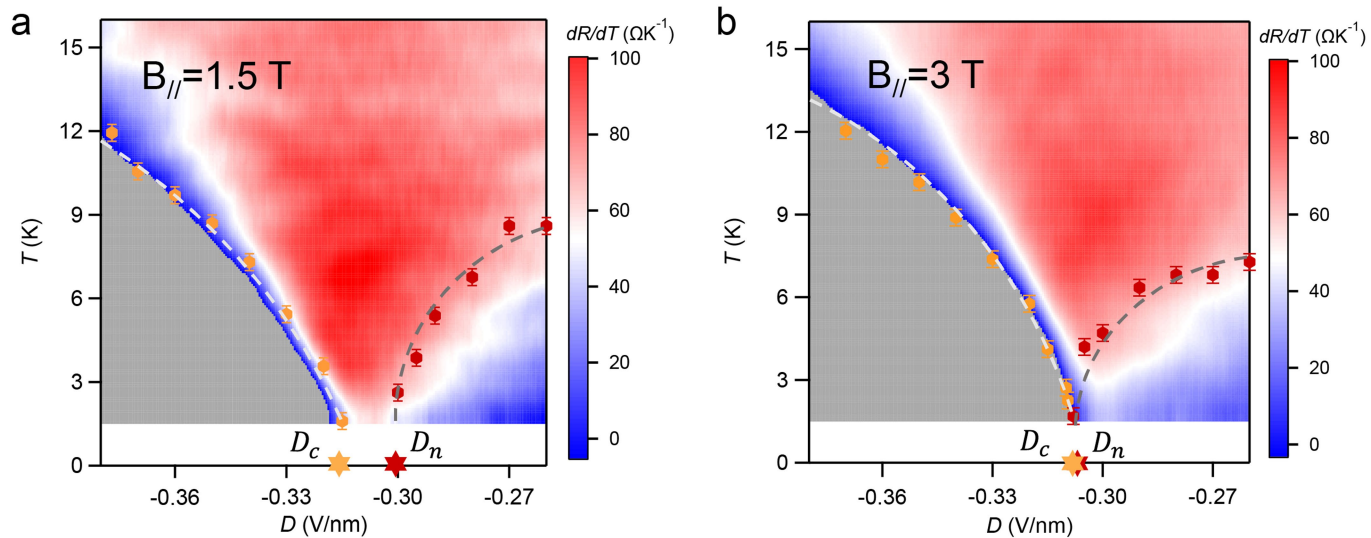 a
B//=1.5 T
dR/dT (ΩK⁻¹)
100
80
60
40
20
0
15
12
9
6
3
0
T (K)
Dc
Dn
-0.36
-0.33
-0.30
-0.27
D (V/nm)
b
B//=3 T
dR/dT (ΩK⁻¹)
100
80
60
40
20
0
15
12
9
6
3
0
T (K)
Dc
Dn
-0.36
-0.33
-0.30
-0.27
D (V/nm)